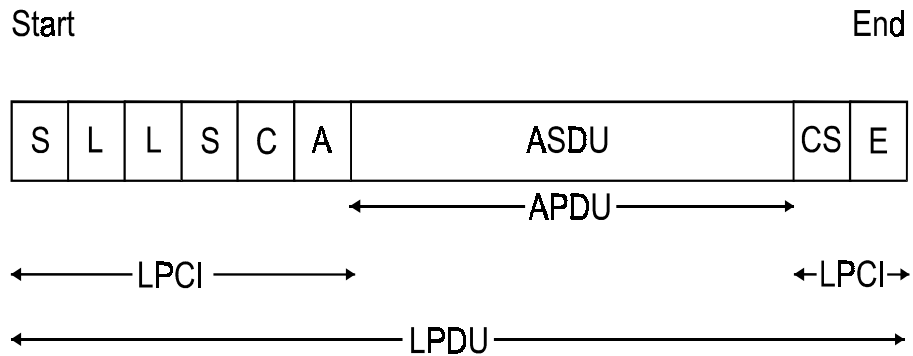 Start End
S L L S C A ASDU CS E
APDU
LPCI LPCI
LPDU